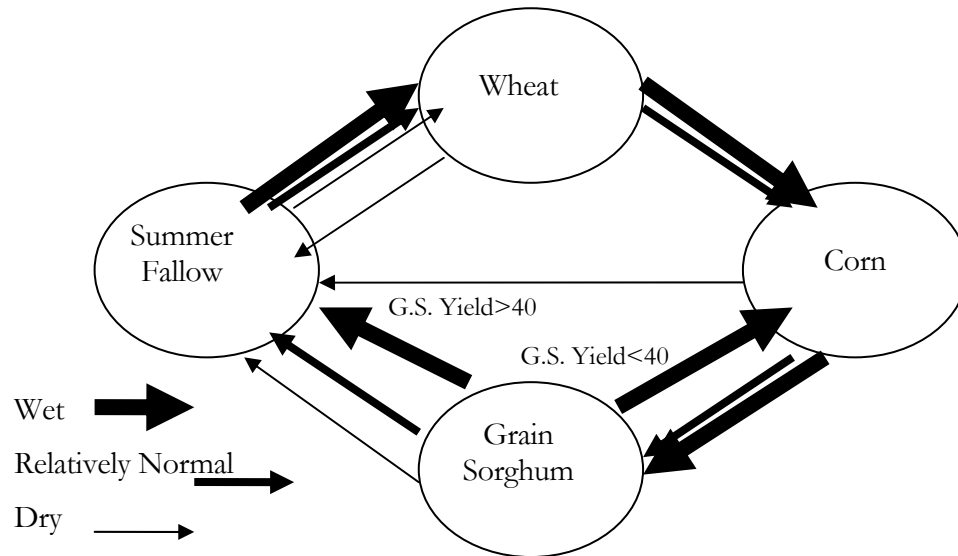 Wheat
Summer
Fallow
Corn
G.S. Yield>40
G.S. Yield<40
Grain
Sorghum
Wet
Relatively Normal
Dry